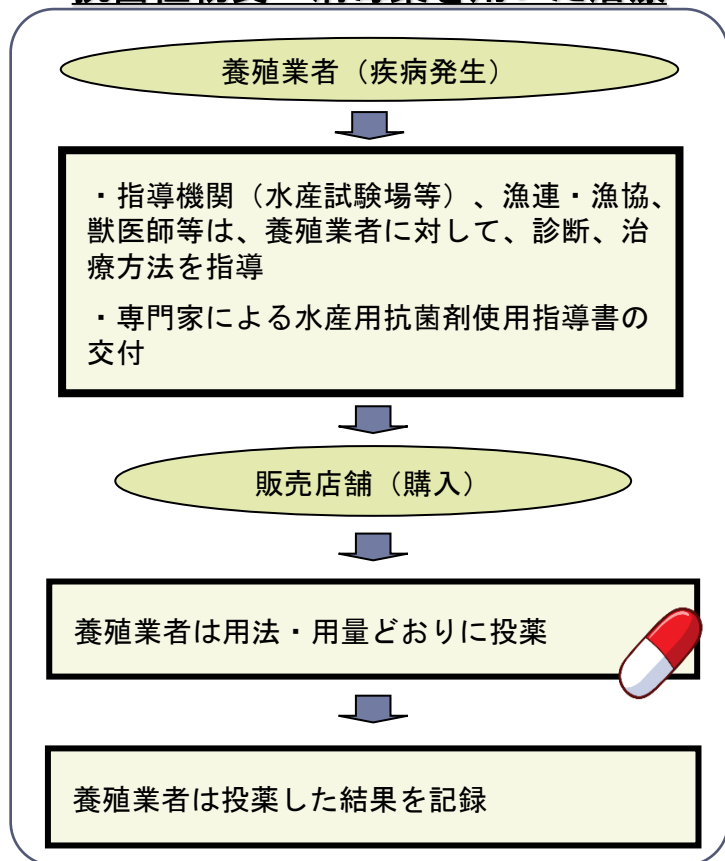 養殖業者（疾病発生）
・指導機関（水産試験場等）、漁連・漁協、
獣医師等は、養殖業者に対して、診断、治
療方法を指導
・専門家による水産用抗菌剤使用指導書の
交付
販売店舗（購入）
養殖業者は用法・用量どおりに投薬
養殖業者は投薬した結果を記録